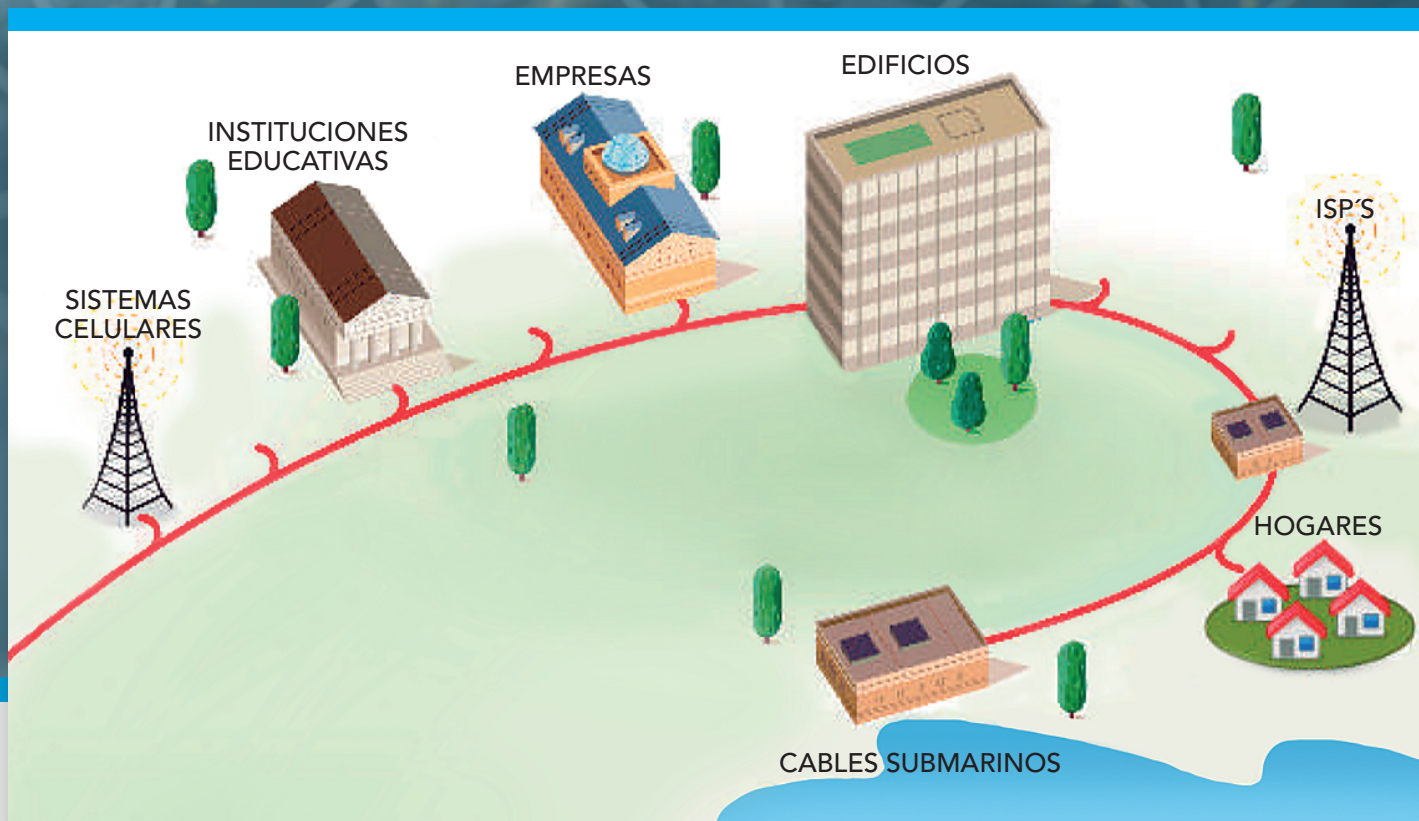 EMPRESAS
EDIFICIOS
INSTITUCIONES
EDUCATIVAS
ISP´S
SISTEMAS
CELULARES
HOGARES
CABLES SUBMARINOS